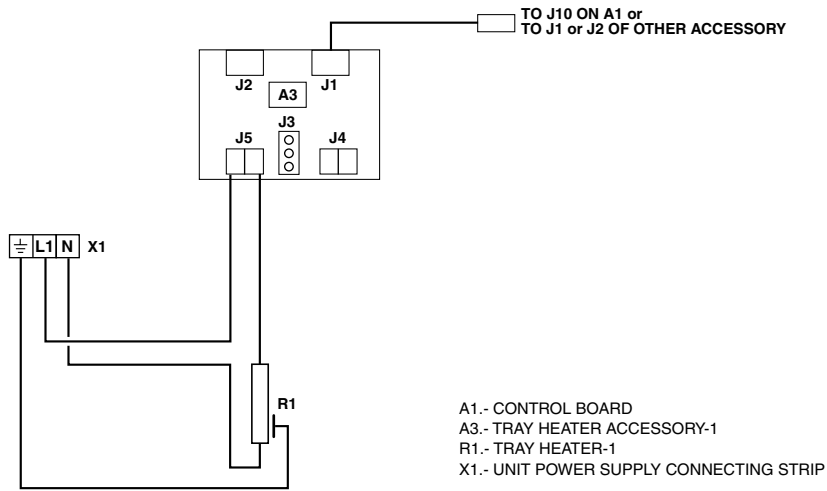 TO J10 ON A1 or
TO J1 or J2 OF OTHER ACCESSORY
J2
J1
A3
J3
J5
J4
L1 N X1
R1
A1.- CONTROL BOARD
A3.- TRAY HEATER ACCESSORY-1
R1.- TRAY HEATER-1
X1.- UNIT POWER SUPPLY CONNECTING STRIP